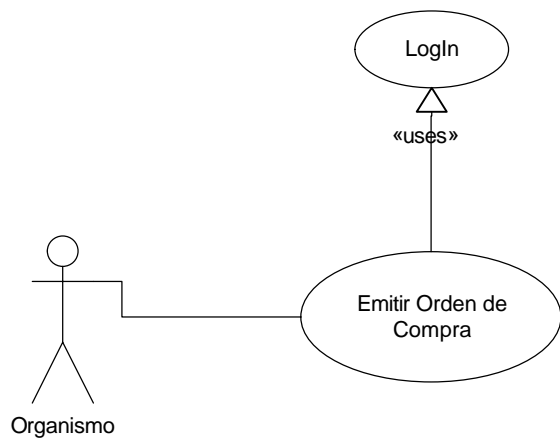 LogIn
«uses»
Emitir Orden de
Compra
Organismo